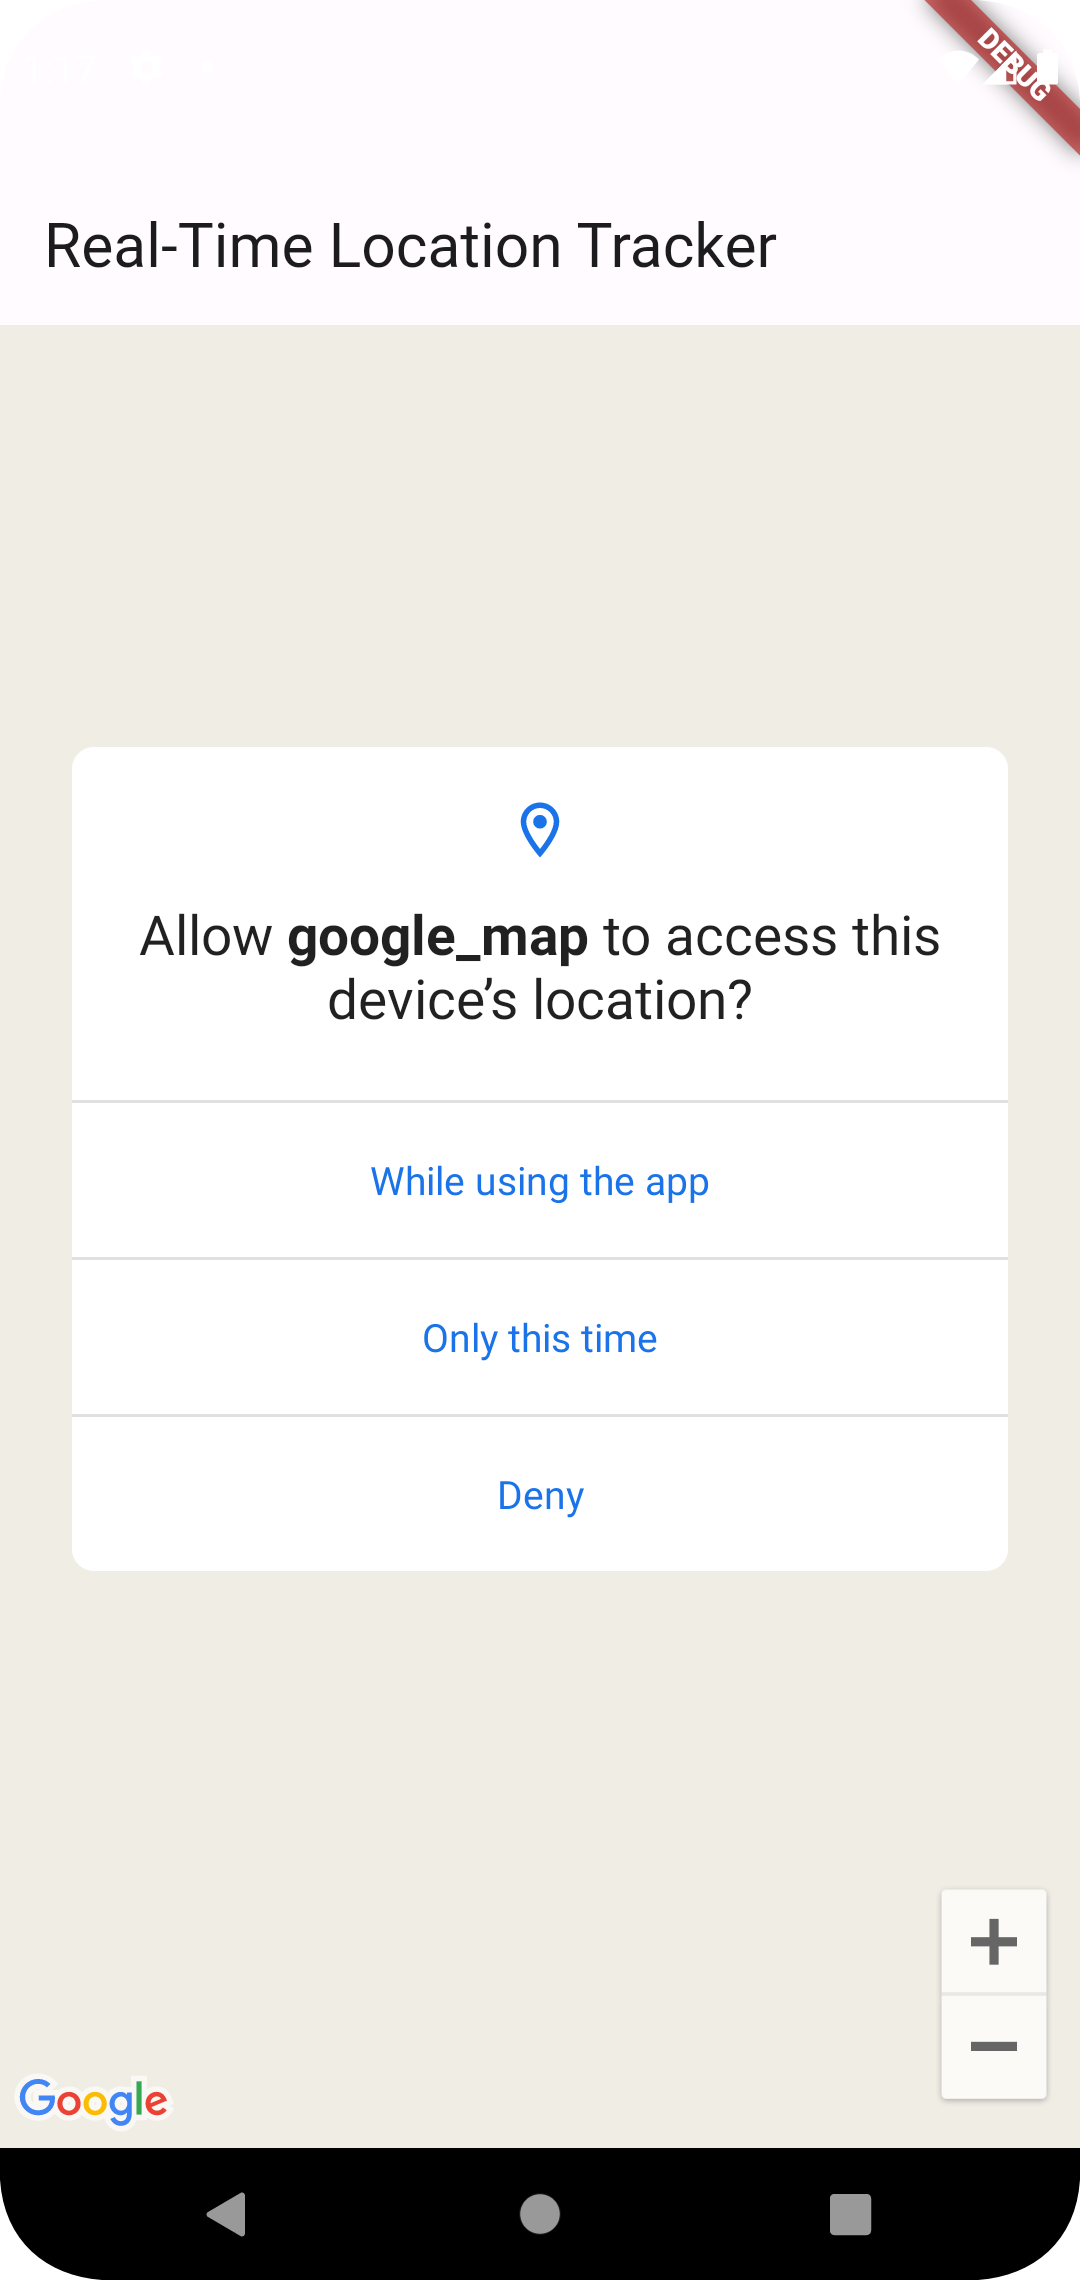 DEBUG
Real-Time Location Tracker
Allow google_map to access this
device’s location?
While using the app
Only this time
Deny
Google